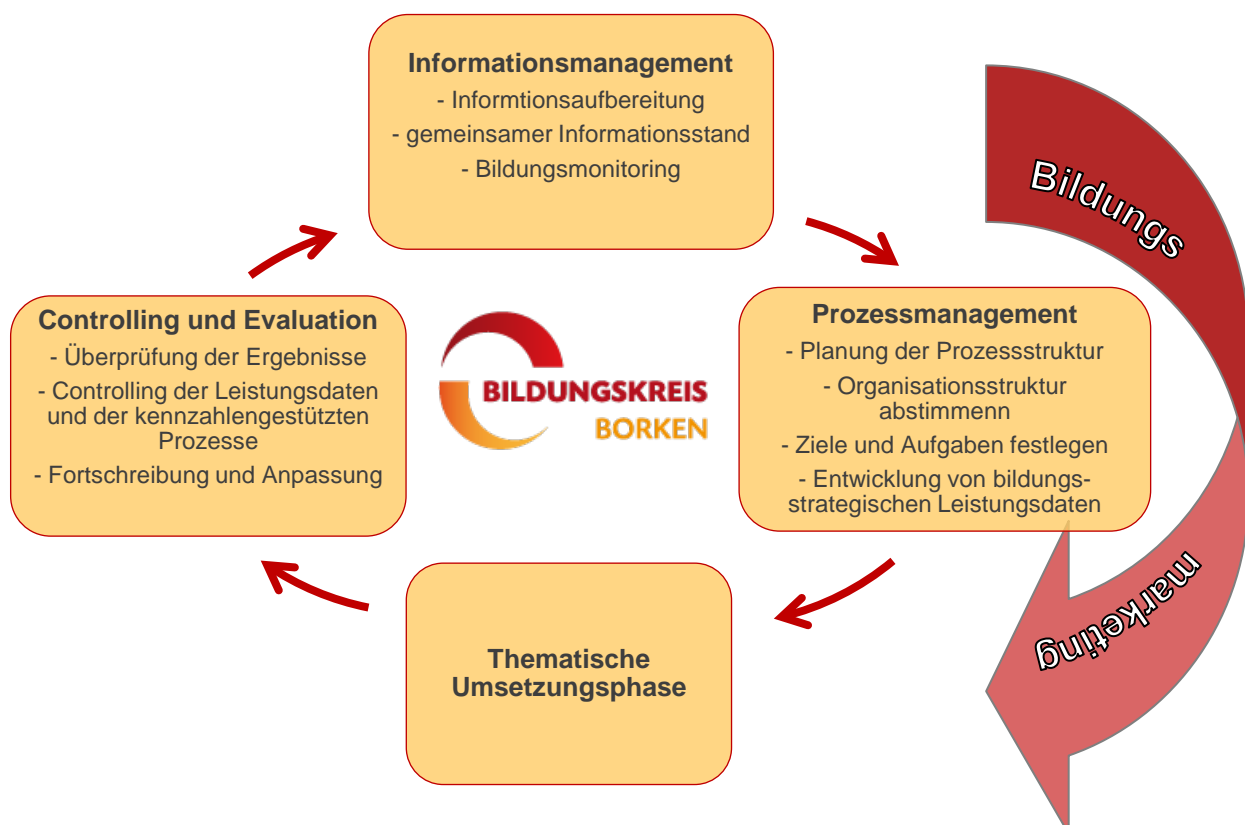 Informationsmanagement
- Informtionsaufbereitung
- gemeinsamer Informationsstand
- Bildungsmonitoring
Bildungs
Controlling und Evaluation
- Überprüfung der Ergebnisse
- Controlling der Leistungsdaten
und der kennzahlengestützten
Prozesse
- Fortschreibung und Anpassung
BILDUNGSKREIS
BORKEN
Prozessmanagement
- Planung der Prozessstruktur
- Organisationsstruktur
abstimmenn
- Ziele und Aufgaben festlegen
- Entwicklung von bildungs-
strategischen Leistungsdaten
marketing
Thematische
Umsetzungsphase